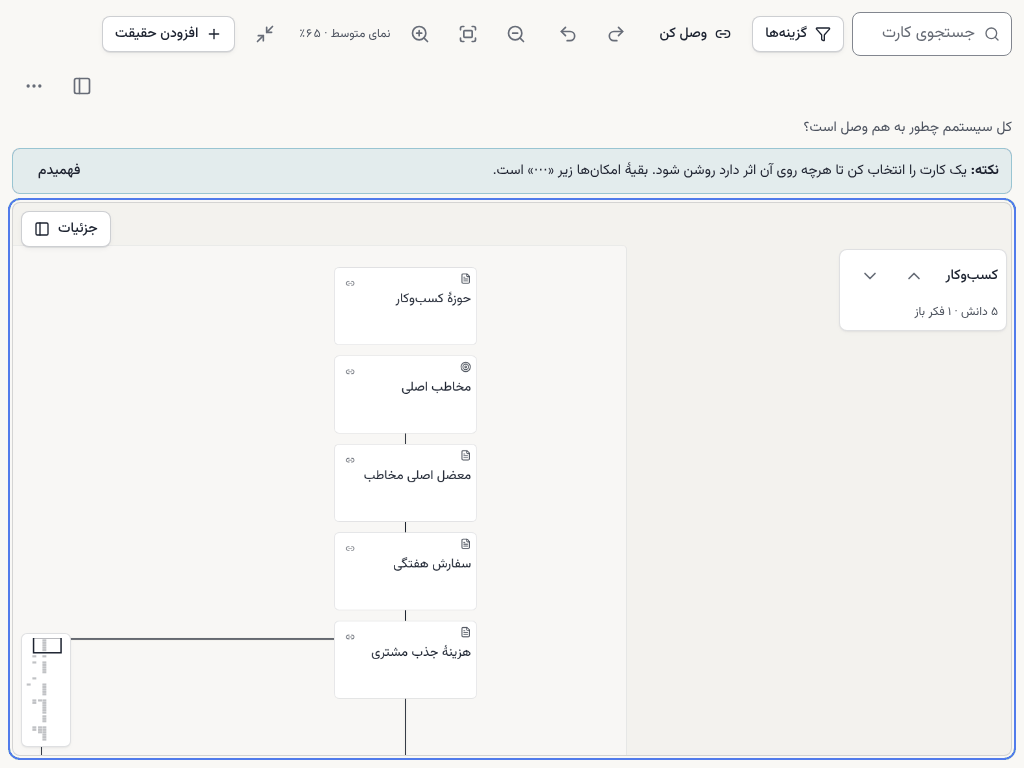 جستجوی کارت
گزینه‌ها
وصل کن
نمای متوسط · ۶۵٪
افزودن حقیقت
کل سیستمم چطور به هم وصل است؟
نکته: یک کارت را انتخاب کن تا هرچه روی آن اثر دارد روشن شود. بقیهٔ امکان‌ها زیر «···» است.
فهمیدم
جزئیات
کسب‌وکار
۵ دانش · ۱ فکر باز
حوزهٔ کسب‌وکار
مخاطب اصلی
معضل اصلی مخاطب
سفارش هفتگی
هزینهٔ جذب مشتری